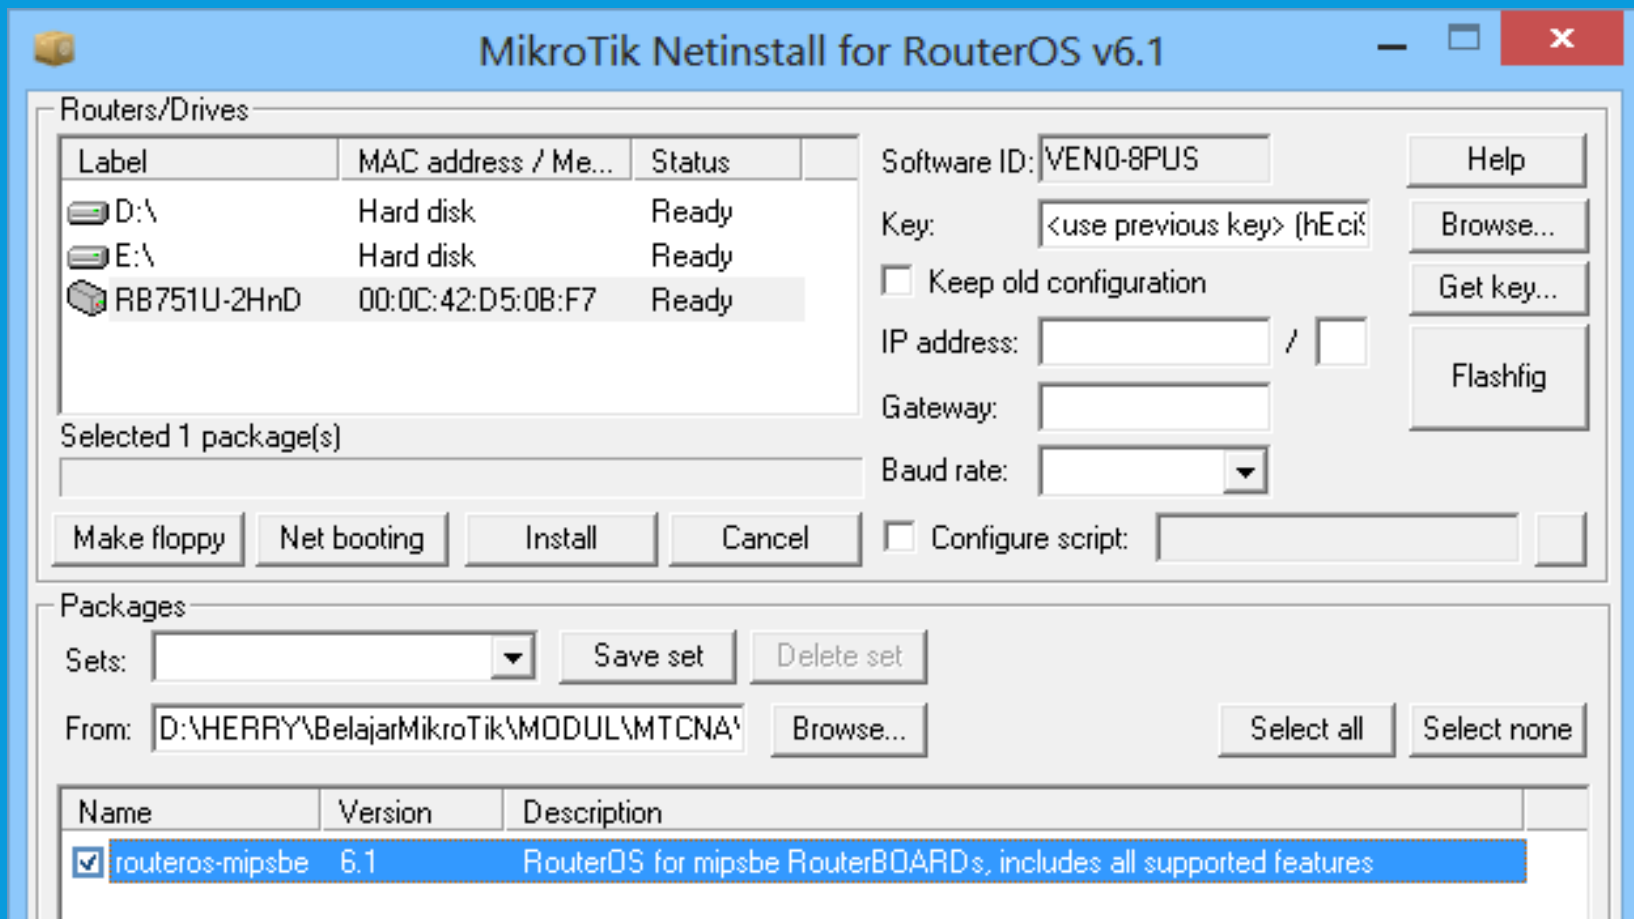 MikroTik Netinstall for RouterOS v6.1
Routers/Drives
Label MAC address / Me... Status
D:\ Hard disk Ready
E:\ Hard disk Ready
RB751U-2HnD 00:0C:42:D5:0B:F7 Ready
Selected 1 package(s)
Make floppy Net booting Install Cancel
Software ID: VEN0-8PUS Help
Key: <use previous key> (hEci Browse...
Keep old configuration Get key...
IP address: / Flashfig
Gateway:
Baud rate:
Configure script:
Packages
Sets: Save set Delete set
From: D:\HERRY\BelajarMikroTik\MODUL\MTCNA\ Browse... Select all Select none
Name Version Description
routeros-mipsbe 6.1 RouterOS for mipsbe RouterBOARDs, includes all supported features